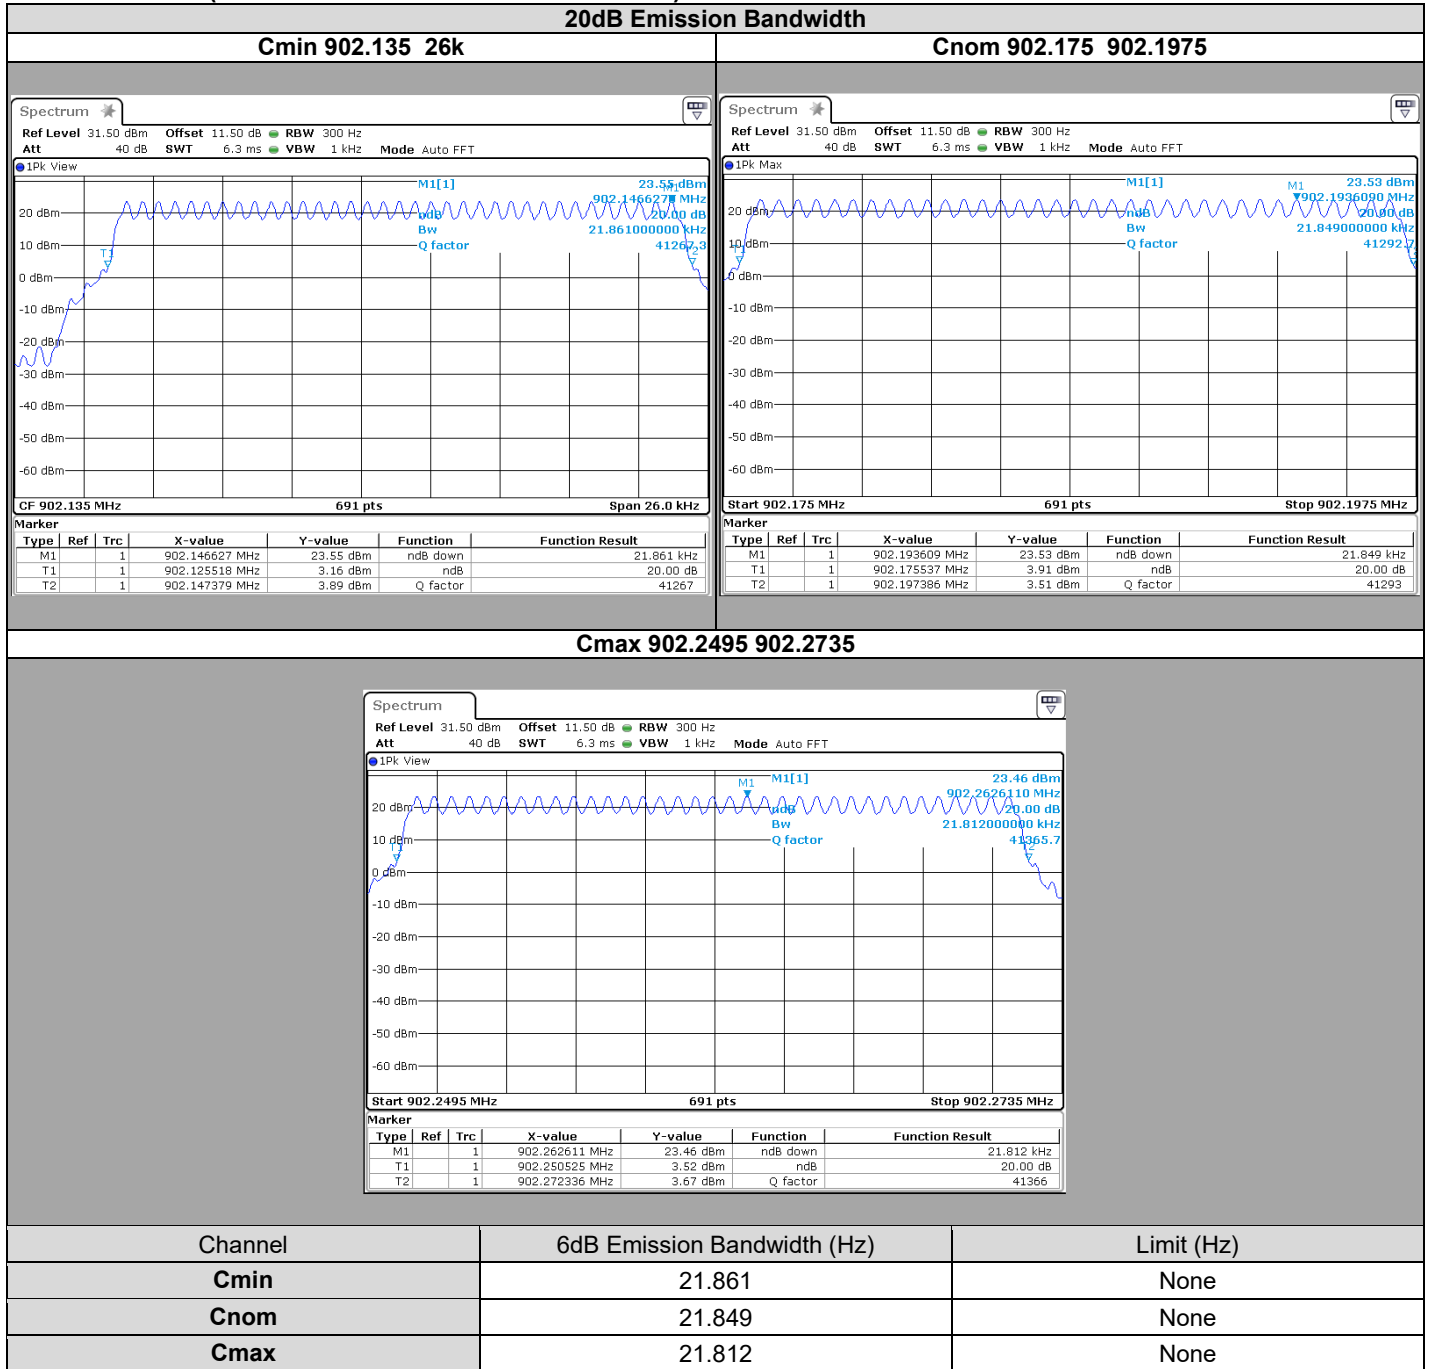 20dB Emission Bandwidth
Cmin 902.135  26k
Cnom 902.175  902.1975
Spectrum
Ref Level 31.50 dBm Offset 11.50 dB RBW 300 Hz
Att 40 dB SWT 6.3 ms VBW 1 kHz Mode Auto FFT
1Pk View
M1[1] 23.55 dBm
M1
902.1466270 MHz
ndB 20.00 dB
Bw 21.861000000 kHz
Q factor 41267.3
T1
T2
20 dBm
10 dBm
0 dBm
-10 dBm
-20 dBm
-30 dBm
-40 dBm
-50 dBm
-60 dBm
CF 902.135 MHz 691 pts Span 26.0 kHz
Marker
Type Ref Trc X-value Y-value Function Function Result
M1 1 902.146627 MHz 23.55 dBm ndB down 21.861 kHz
T1 1 902.125518 MHz 3.16 dBm ndB 20.00 dB
T2 1 902.147379 MHz 3.89 dBm Q factor 41267
Spectrum
Ref Level 31.50 dBm Offset 11.50 dB RBW 300 Hz
Att 40 dB SWT 6.3 ms VBW 1 kHz Mode Auto FFT
1Pk Max
M1[1] 23.53 dBm
M1
902.1936090 MHz
ndB 20.00 dB
Bw 21.849000000 kHz
Q factor 41292.7
20 dBm
10 dBm
0 dBm
-10 dBm
-20 dBm
-30 dBm
-40 dBm
-50 dBm
-60 dBm
Start 902.175 MHz 691 pts Stop 902.1975 MHz
Marker
Type Ref Trc X-value Y-value Function Function Result
M1 1 902.193609 MHz 23.53 dBm ndB down 21.849 kHz
T1 1 902.175537 MHz 3.91 dBm ndB 20.00 dB
T2 1 902.197386 MHz 3.51 dBm Q factor 41293
Cmax 902.2495 902.2735
Spectrum
Ref Level 31.50 dBm Offset 11.50 dB RBW 300 Hz
Att 40 dB SWT 6.3 ms VBW 1 kHz Mode Auto FFT
1Pk View
M1[1] 23.46 dBm
M1
902.2626110 MHz
ndB 20.00 dB
Bw 21.812000000 kHz
Q factor 41365.7
20 dBm
10 dBm
0 dBm
-10 dBm
-20 dBm
-30 dBm
-40 dBm
-50 dBm
-60 dBm
Start 902.2495 MHz 691 pts Stop 902.2735 MHz
Marker
Type Ref Trc X-value Y-value Function Function Result
M1 1 902.262611 MHz 23.46 dBm ndB down 21.812 kHz
T1 1 902.250525 MHz 3.52 dBm ndB 20.00 dB
T2 1 902.272336 MHz 3.67 dBm Q factor 41366
Channel 6dB Emission Bandwidth (Hz) Limit (Hz)
Cmin 21.861 None
Cnom 21.849 None
Cmax 21.812 None